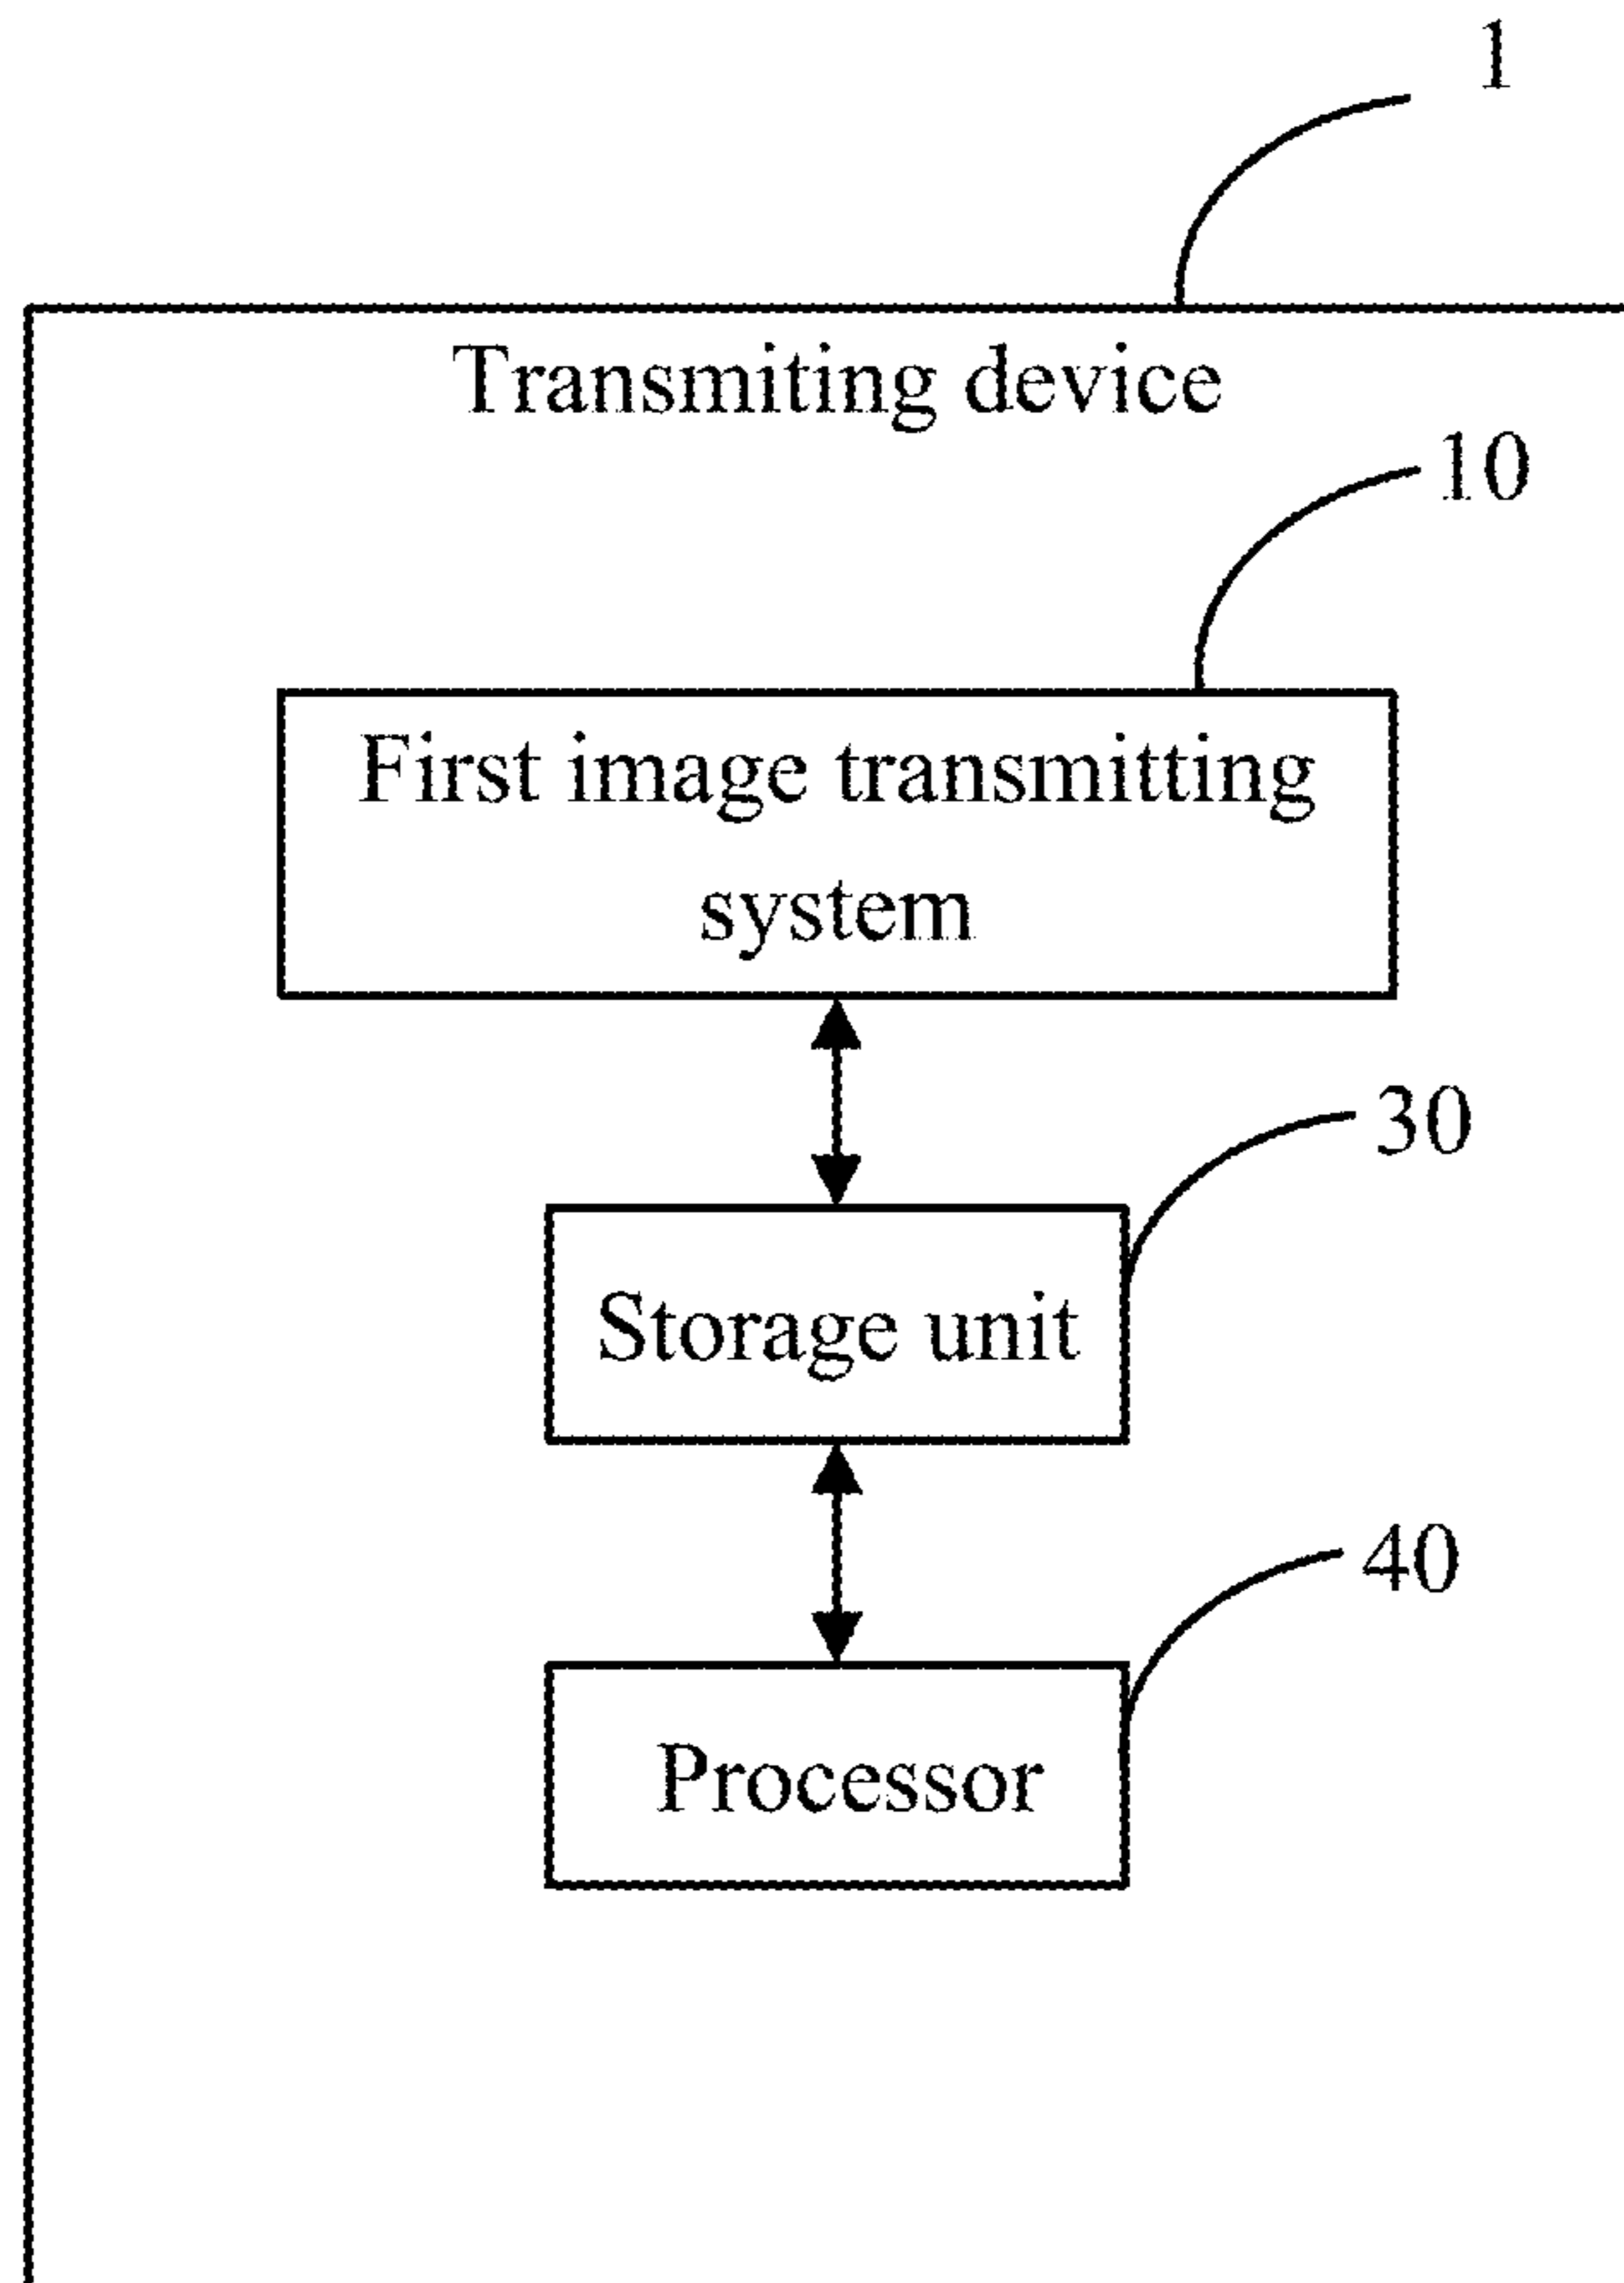 1
Transmiting device
10
First image transmitting
system
30
Storage unit
40
Processor